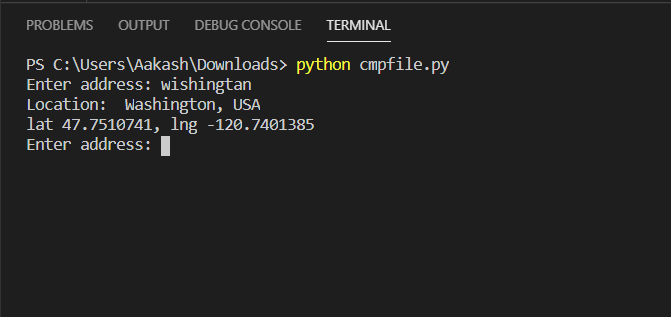 PROBLEMS OUTPUT DEBUG CONSOLE TERMINAL
PS C:\Users\Aakash\Downloads> python cmpfile.py
Enter address: wishingtan
Location:  Washington, USA
lat 47.7510741, lng -120.7401385
Enter address: